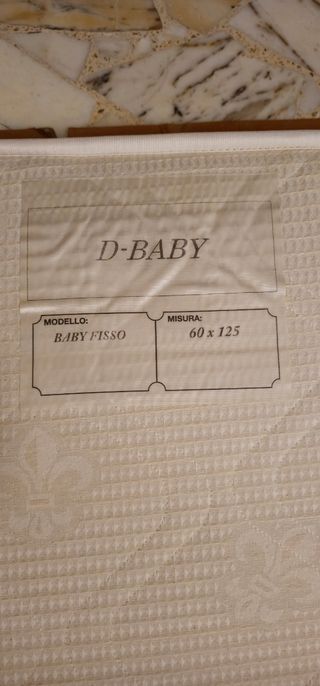 D-BABY
MODELLO:
BABY FISSO
MISURA:
60 x 125